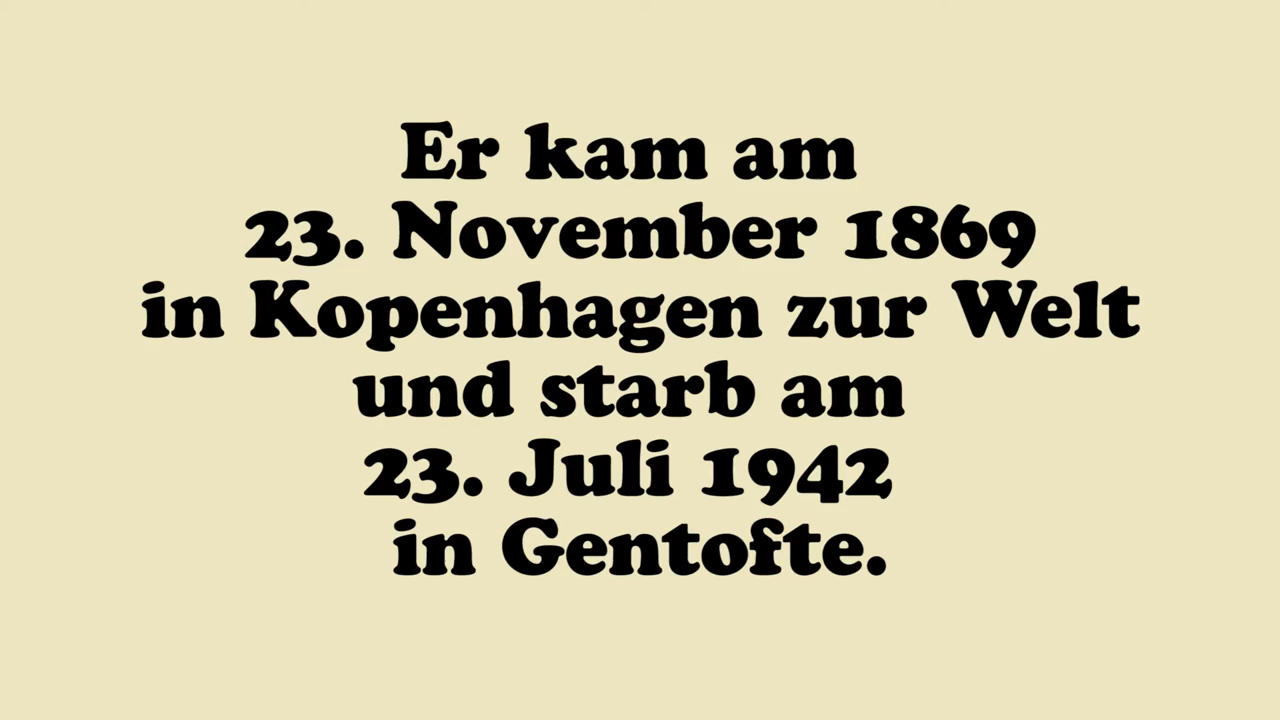 Er kam am
23. November 1869
in Kopenhagen zur Welt
und starb am
23. Juli 1942
in Gentofte.